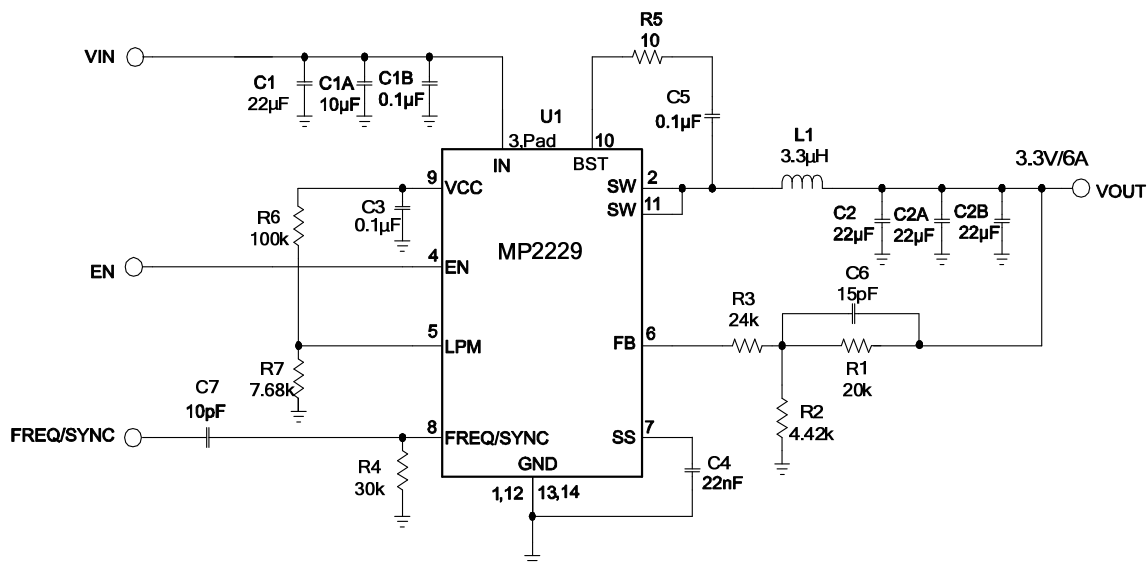 R5
10
VIN
C1
22µF
C1A
10µF
C1B
0.1µF
C5
0.1µF
U1
3,Pad
10
IN
BST
L1
3.3µH
3.3V/6A
9
VCC
SW
2
VOUT
R6
100k
C3
0.1µF
SW
11
C2
22µF
C2A
22µF
C2B
22µF
MP2229
EN
4
EN
C6
15pF
R3
24k
5
LPM
FB
6
R7
7.68k
R1
20k
C7
10pF
R2
4.42k
FREQ/SYNC
8
FREQ/SYNC
SS
7
R4
30k
GND
C4
22nF
1,12
13,14